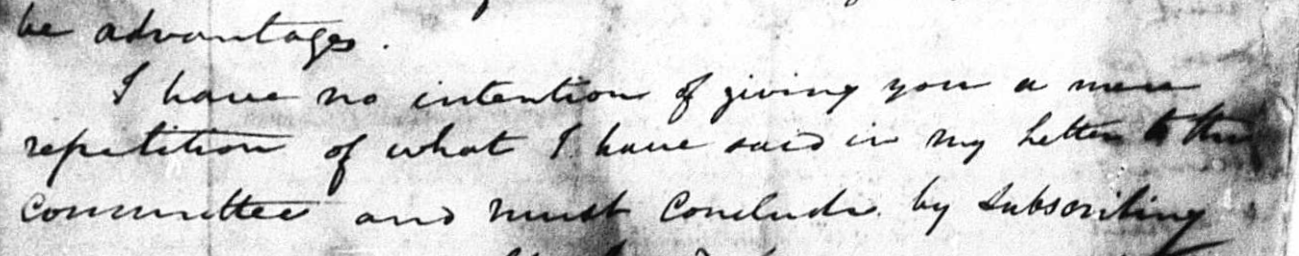 be advantages.
I have no intention of giving you a mere
repetition of what I have said in my Letter to the
committee and must conclude by subscribing